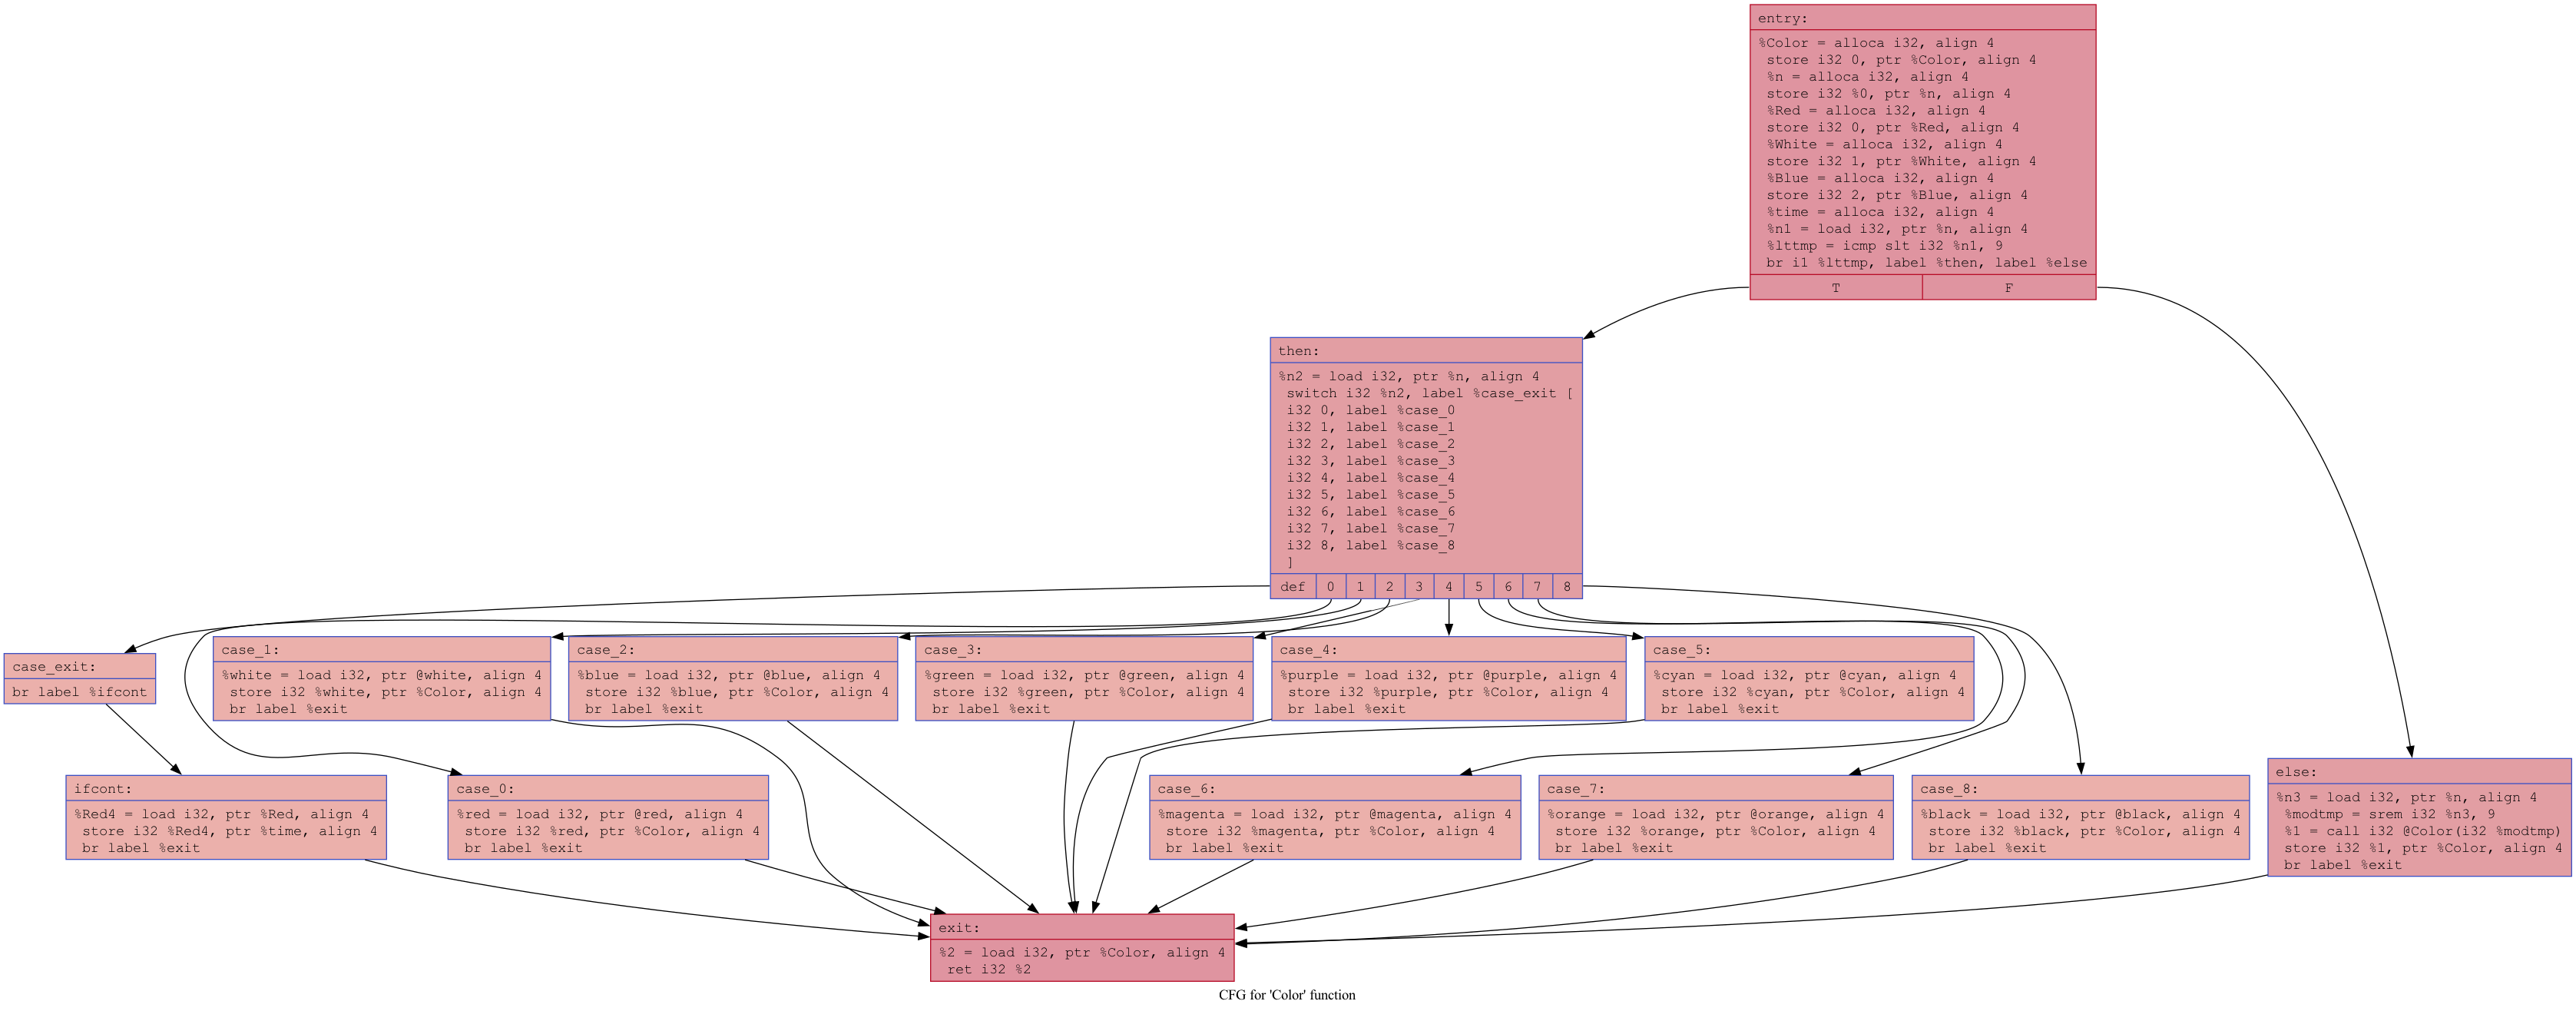 entry:
%Color = alloca i32, align 4
store i32 0, ptr %Color, align 4
%n = alloca i32, align 4
store i32 %0, ptr %n, align 4
%Red = alloca i32, align 4
store i32 0, ptr %Red, align 4
%White = alloca i32, align 4
store i32 1, ptr %White, align 4
%Blue = alloca i32, align 4
store i32 2, ptr %Blue, align 4
%time = alloca i32, align 4
%n1 = load i32, ptr %n, align 4
%lttmp = icmp slt i32 %n1, 9
br i1 %lttmp, label %then, label %else
T F
then:
%n2 = load i32, ptr %n, align 4
switch i32 %n2, label %case_exit [
i32 0, label %case_0
i32 1, label %case_1
i32 2, label %case_2
i32 3, label %case_3
i32 4, label %case_4
i32 5, label %case_5
i32 6, label %case_6
i32 7, label %case_7
i32 8, label %case_8
]
def 0 1 2 3 4 5 6 7 8
case_exit:
br label %ifcont
case_1:
%white = load i32, ptr @white, align 4
store i32 %white, ptr %Color, align 4
br label %exit
case_2:
%blue = load i32, ptr @blue, align 4
store i32 %blue, ptr %Color, align 4
br label %exit
case_3:
%green = load i32, ptr @green, align 4
store i32 %green, ptr %Color, align 4
br label %exit
case_4:
%purple = load i32, ptr @purple, align 4
store i32 %purple, ptr %Color, align 4
br label %exit
case_5:
%cyan = load i32, ptr @cyan, align 4
store i32 %cyan, ptr %Color, align 4
br label %exit
ifcont:
%Red4 = load i32, ptr %Red, align 4
store i32 %Red4, ptr %time, align 4
br label %exit
case_0:
%red = load i32, ptr @red, align 4
store i32 %red, ptr %Color, align 4
br label %exit
case_6:
%magenta = load i32, ptr @magenta, align 4
store i32 %magenta, ptr %Color, align 4
br label %exit
case_7:
%orange = load i32, ptr @orange, align 4
store i32 %orange, ptr %Color, align 4
br label %exit
case_8:
%black = load i32, ptr @black, align 4
store i32 %black, ptr %Color, align 4
br label %exit
else:
%n3 = load i32, ptr %n, align 4
%modtmp = srem i32 %n3, 9
%1 = call i32 @Color(i32 %modtmp)
store i32 %1, ptr %Color, align 4
br label %exit
exit:
%2 = load i32, ptr %Color, align 4
ret i32 %2
CFG for 'Color' function